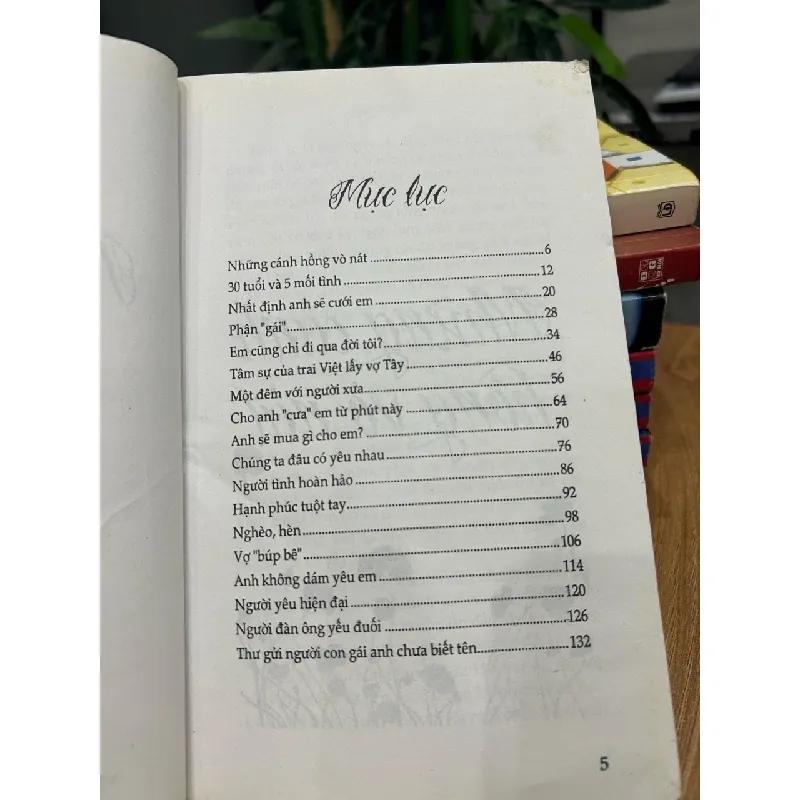 Mục lục
Những cánh hồng vò nát ........ 6
30 tuổi và 5 mối tình ........ 12
Nhất định anh sẽ cưới em ........ 20
Phận "gái" ........ 28
Em cũng chỉ đi qua đời tôi? ........ 34
Tâm sự của trai Việt lấy vợ Tây ........ 46
Một đêm với người xưa ........ 56
Cho anh "cưa" em từ phút này ........ 64
Anh sẽ mua gì cho em? ........ 70
Chúng ta đâu có yêu nhau ........ 76
Người tình hoàn hảo ........ 86
Hạnh phúc tuột tay ........ 92
Nghèo, hèn ........ 98
Vợ "búp bê" ........ 106
Anh không dám yêu em ........ 114
Người yêu hiện đại ........ 120
Người đàn ông yếu đuối ........ 126
Thư gửi người con gái anh chưa biết tên ........ 132
5